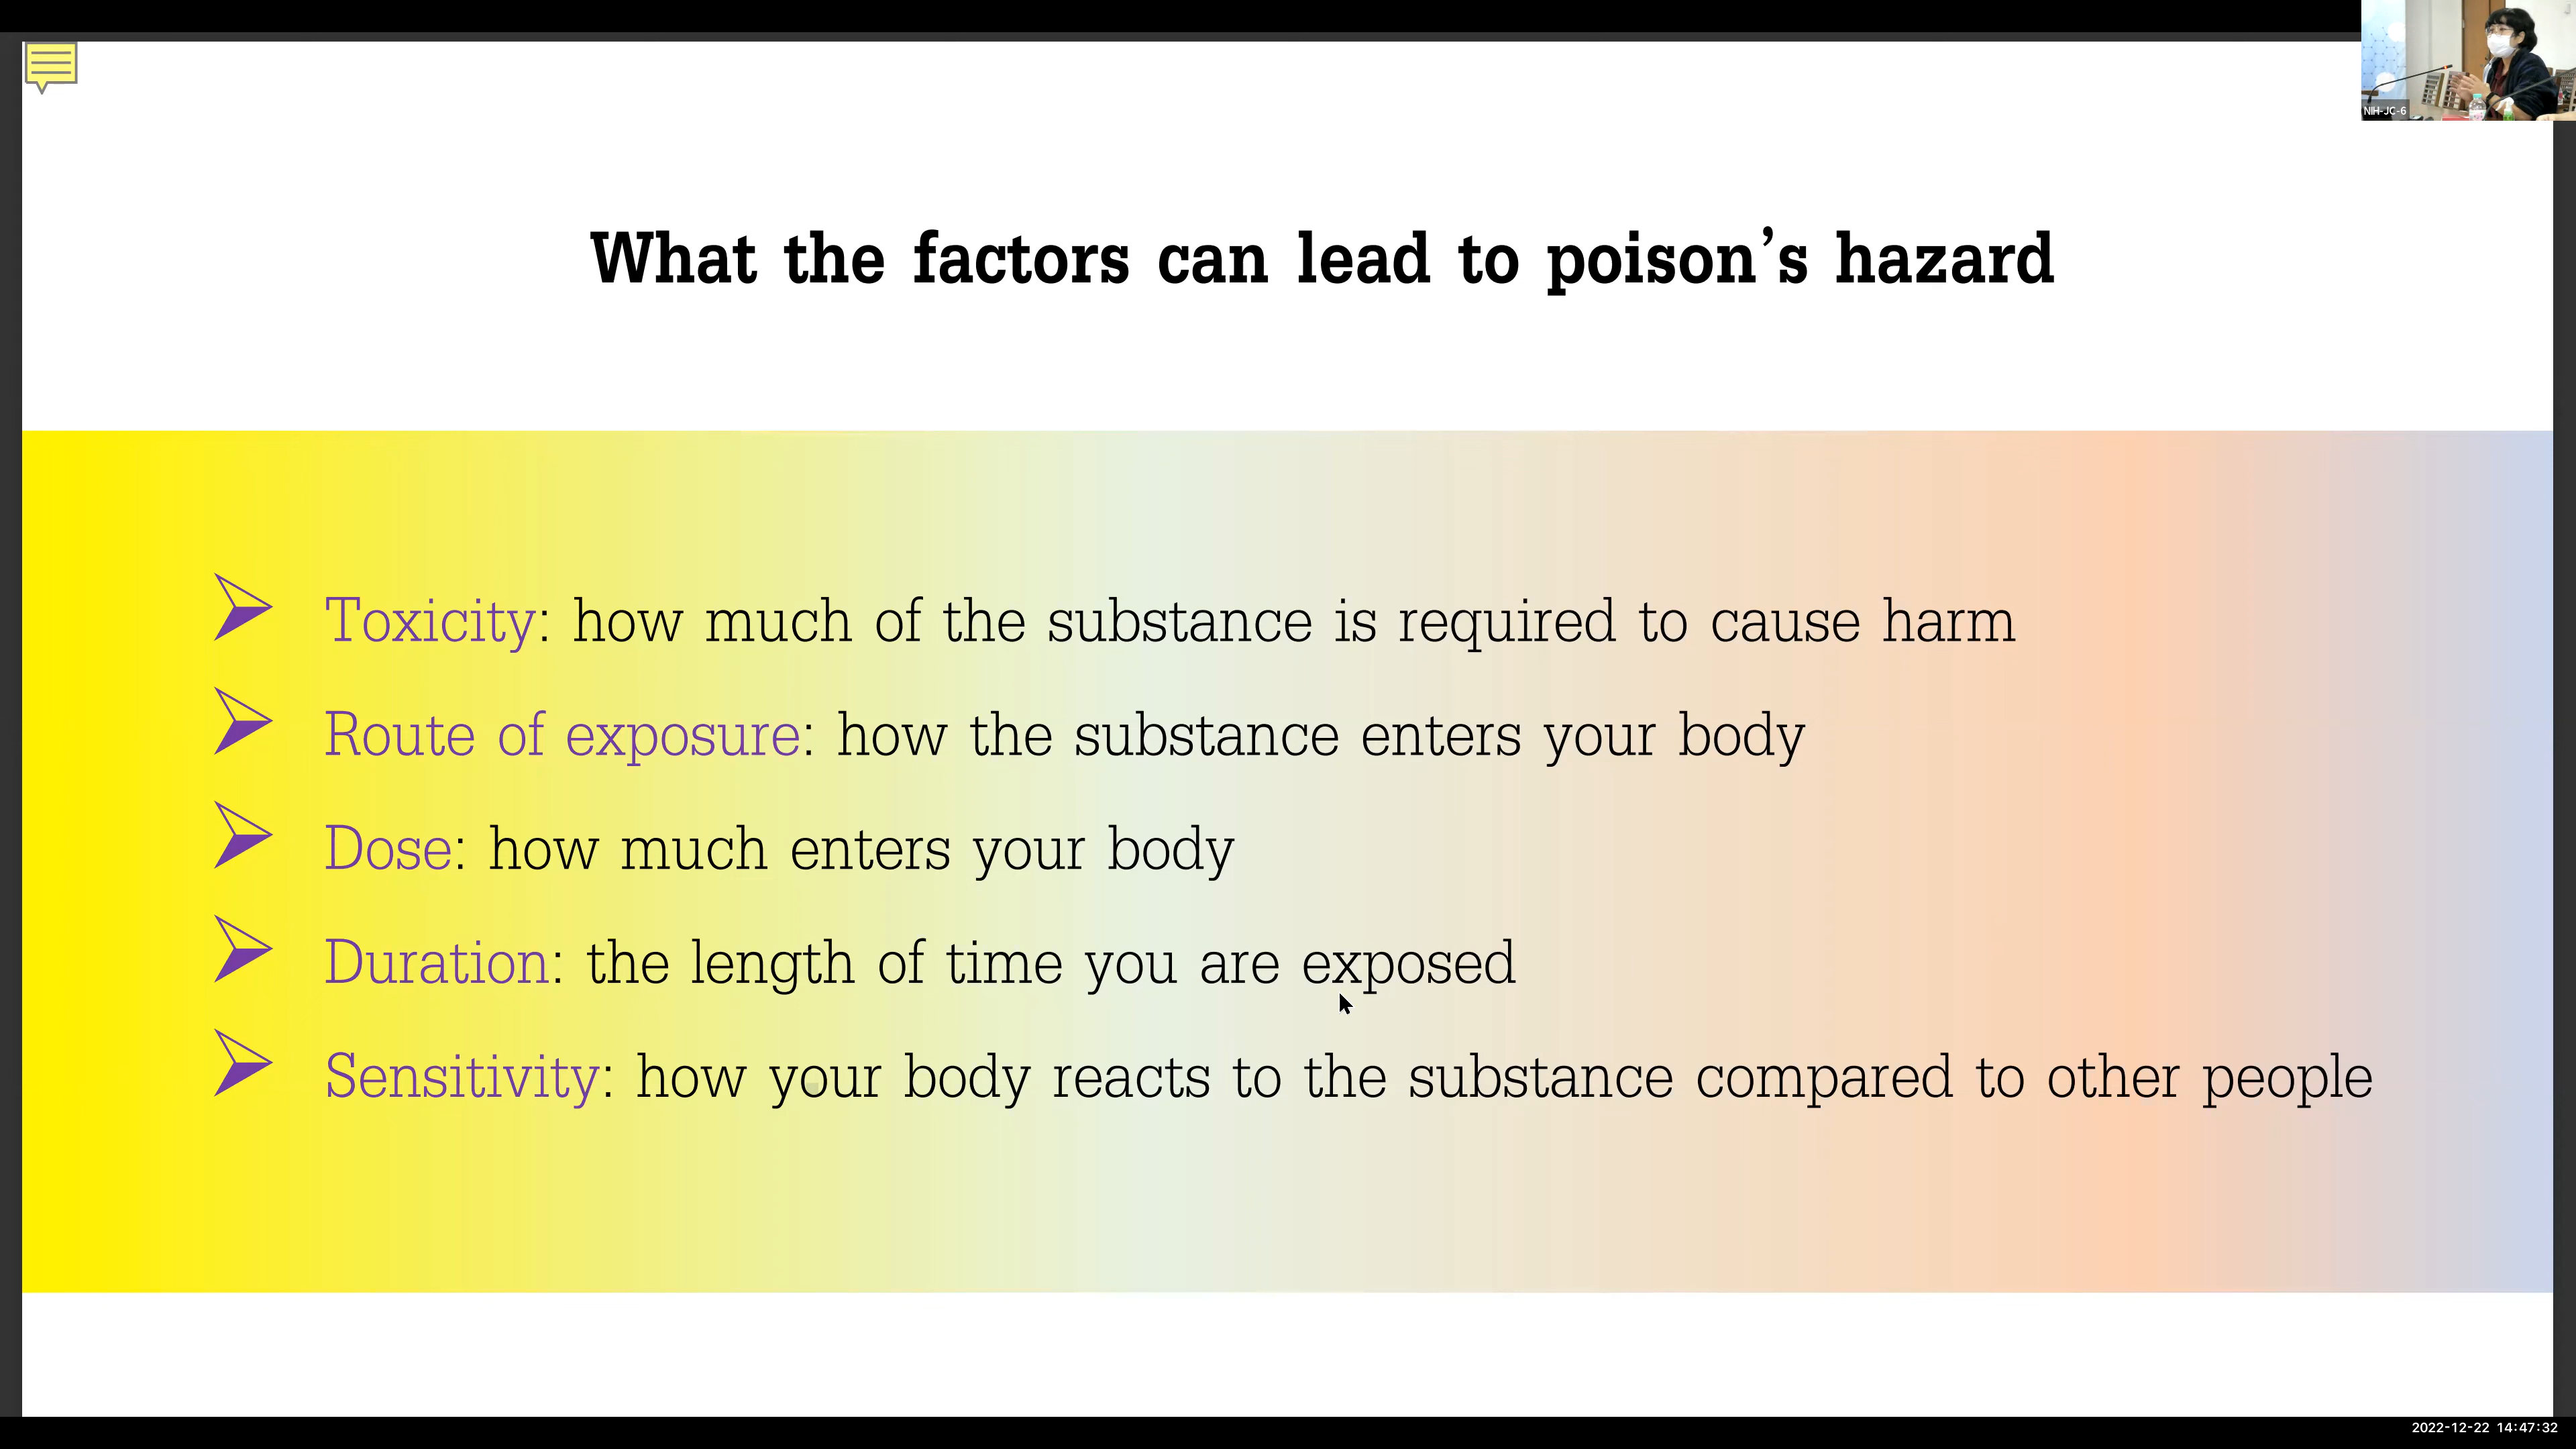 NIH-JC-6
What the factors can lead to poison’s hazard
Toxicity: how much of the substance is required to cause harm
Route of exposure: how the substance enters your body
Dose: how much enters your body
Duration: the length of time you are exposed
Sensitivity: how your body reacts to the substance compared to other people
2022-12-22 14:47:32